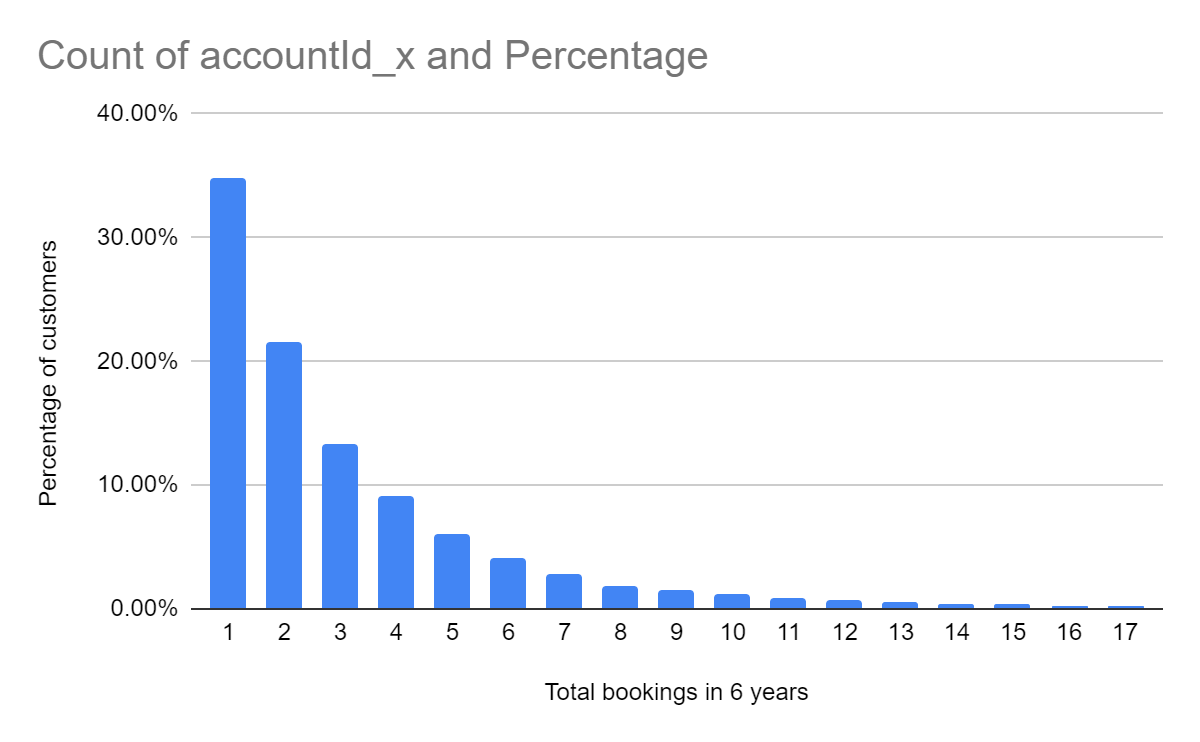 Count of accountId_x and Percentage
40.00%
30.00%
20.00%
10.00%
0.00%
Percentage of customers
1 2 3 4 5 6 7 8 9 10 11 12 13 14 15 16 17
Total bookings in 6 years